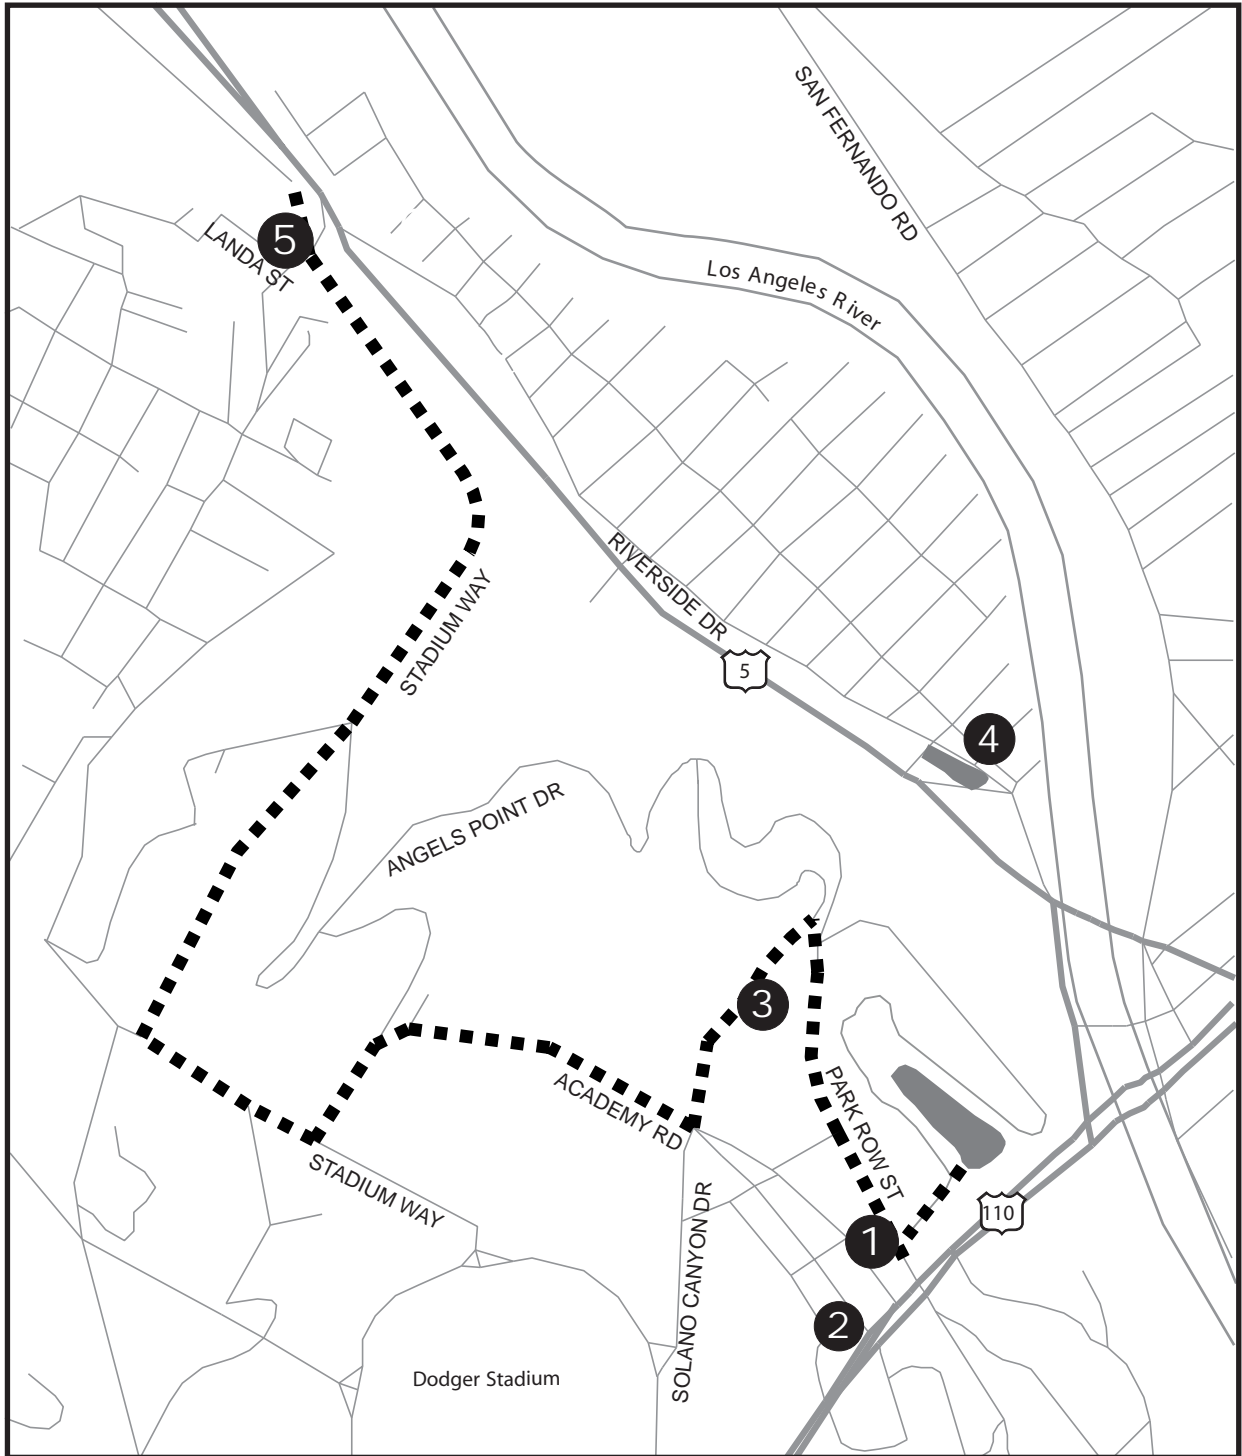 SAN FERNANDO RD
LANDA ST
5
Los Angeles River
RIVERSIDE DR
STADIUM WAY
5
4
ANGELS POINT DR
3
ACADEMY RD
PARK ROW ST
STADIUM WAY
SOLANO CANYON DR
110
1
2
Dodger Stadium